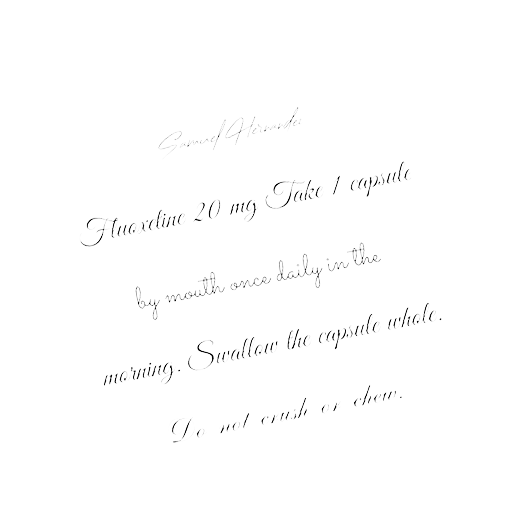 Samuel Hernandez
Fluoxetine 20 mg Take 1 capsule
by mouth once daily in the
morning. Swallow the capsule whole.
Do not crush or chew.